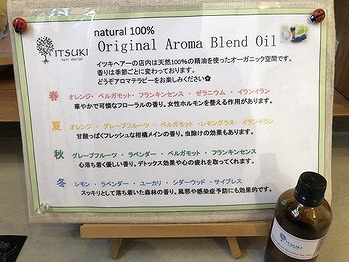 natural 100%
ITSUKI
hair design
Original Aroma Blend Oil
イツキヘアーの店内は天然100%の精油を使ったオーガニック空間です。
香りは季節ごとに変わっております。
どうぞアロマテラピーをお楽しみください✿
春 オレンジ・ベルガモット・フランキンセンス・ゼラニウム・イランイラン
華やかで可憐なフローラルの香り。女性ホルモンを整える作用があります。
夏 オレンジ・グレープフルーツ・ベルガモット・レモングラス・イランイラン
甘酸っぱくフレッシュな柑橘メインの香り。虫除けの効果もあります。
秋 グレープフルーツ・ラベンダー・ベルガモット・フランキンセンス
心落ち着く優しい香り。デトックス効果や心の疲れを取ってくれます。
冬 レモン・ラベンダー・ユーカリ・シダーウッド・サイプレス
スッキリとして落ち着いた森林の香り。風邪や感染症予防にも効果的です。
ITSUKI